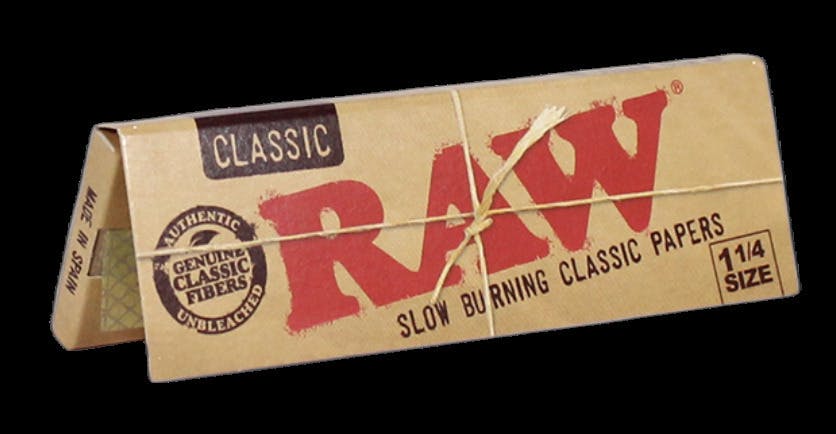 CLASSIC
RAW®
SLOW BURNING CLASSIC PAPERS
1 1/4
SIZE
AUTHENTIC
GENUINE
CLASSIC
FIBERS
UNBLEACHED
MADE IN SPAIN